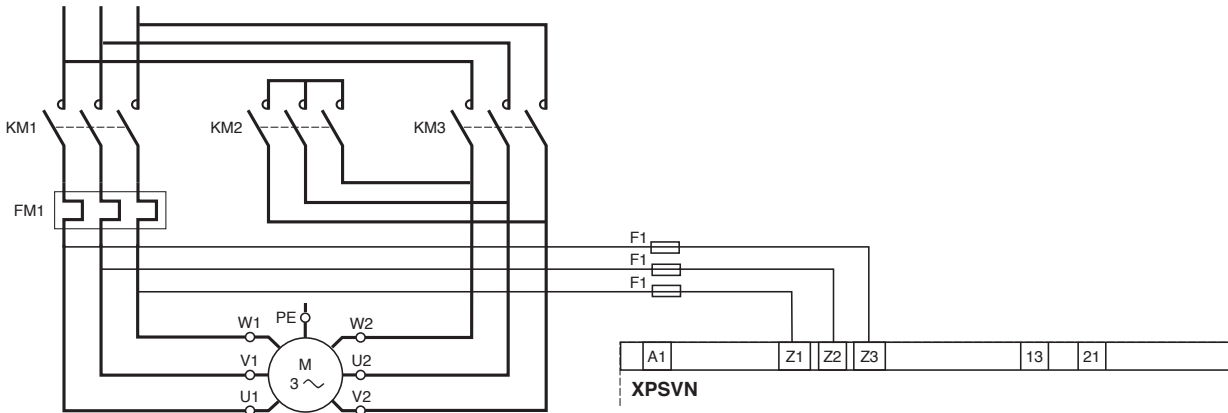 KM1 KM2 KM3
FM1
F1
F1
F1
PE
W1 W2
M
3
V1 U2
U1 V2
A1 Z1 Z2 Z3 13 21
XPSVN